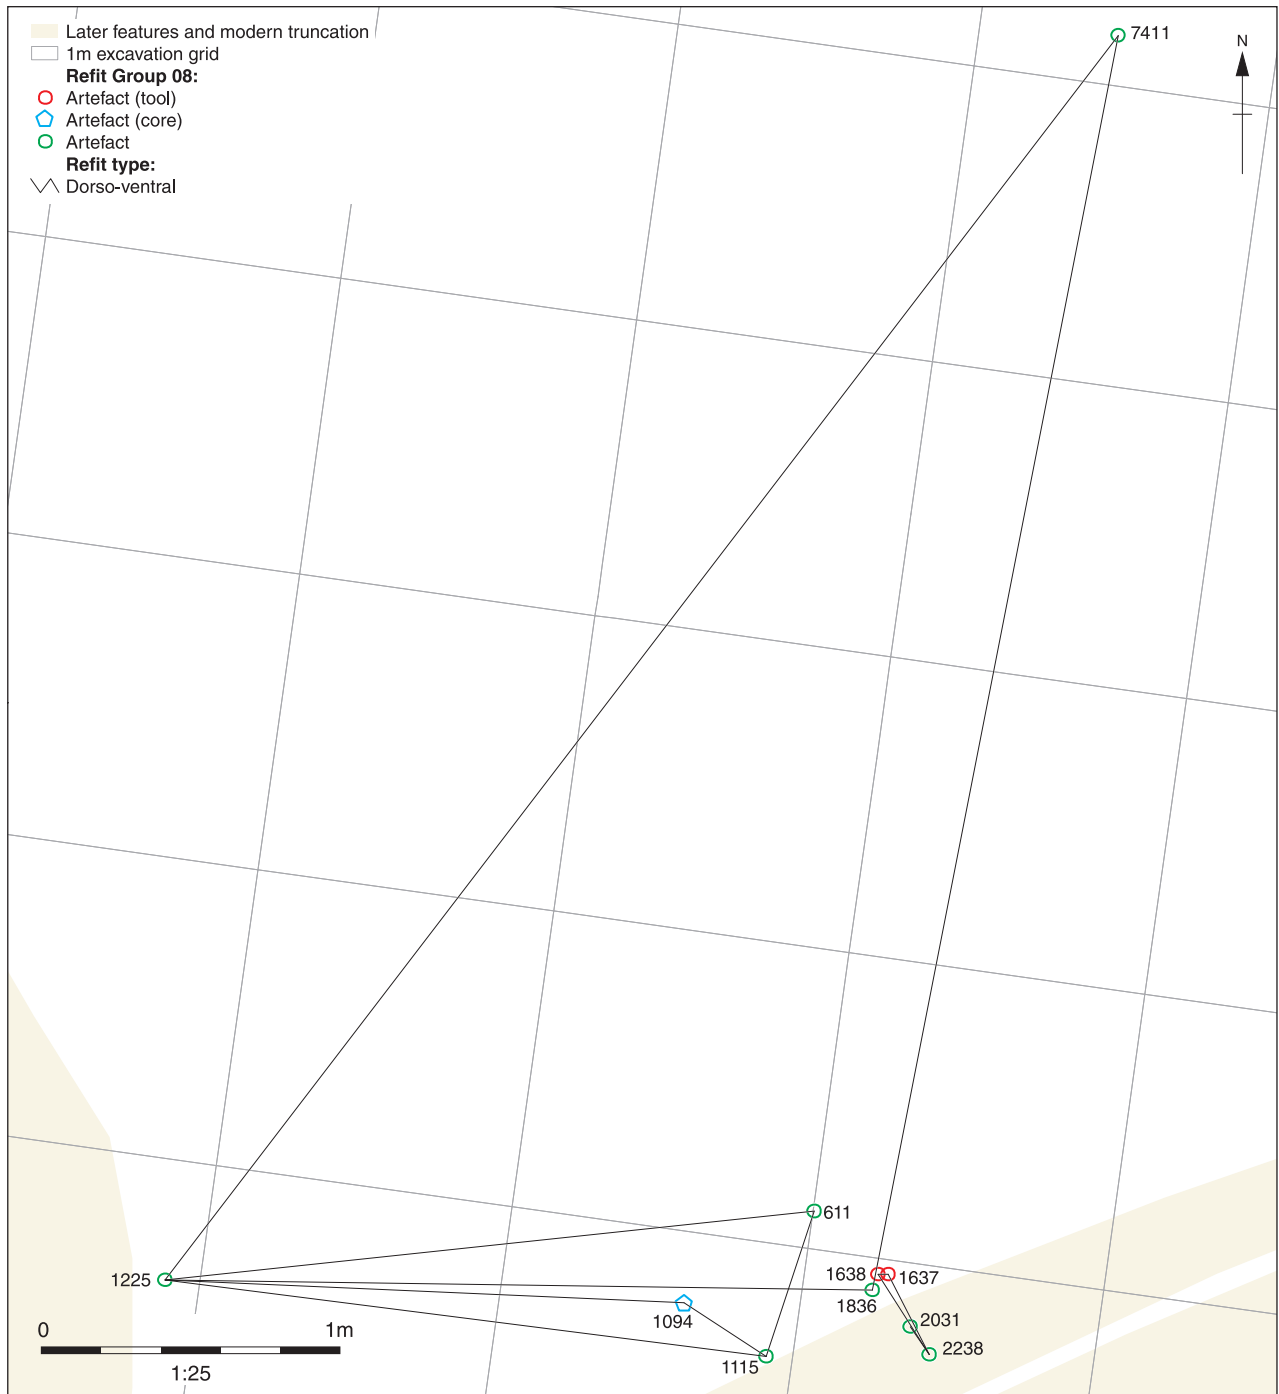 Later features and modern truncation
1m excavation grid
Refit Group 08:
Artefact (tool)
Artefact (core)
Artefact
Refit type:
Dorso-ventral
7411
N
611
1225
1638
1637
1836
1094
2031
2238
1115
0 1m
1:25